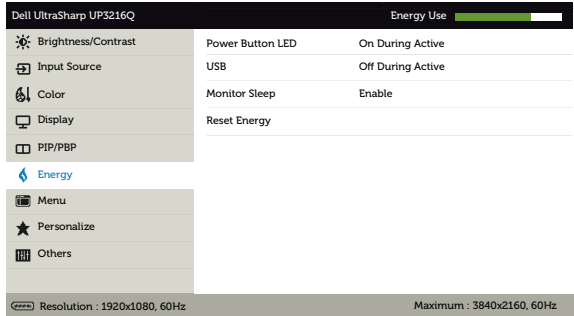 Dell UltraSharp UP3216Q Energy Use
Brightness/Contrast
Input Source
Color
Display
PIP/PBP
Energy
Menu
Personalize
Others
Power Button LED On During Active
USB Off During Active
Monitor Sleep Enable
Reset Energy
Resolution : 1920x1080, 60Hz Maximum : 3840x2160, 60Hz